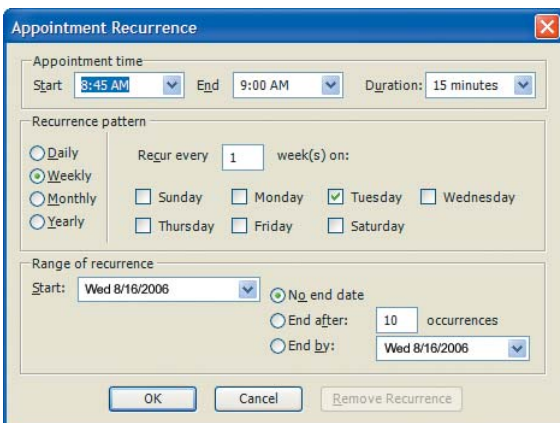 Appointment Recurrence
Appointment time
Start 8:45 AM End 9:00 AM Duration: 15 minutes
Recurrence pattern
Daily Recur every 1 week(s) on:
Weekly
Sunday Monday Tuesday Wednesday
Monthly
Yearly Thursday Friday Saturday
Range of recurrence
Start: Wed 8/16/2006 No end date
End after: 10 occurrences
End by: Wed 8/16/2006
OK Cancel Remove Recurrence